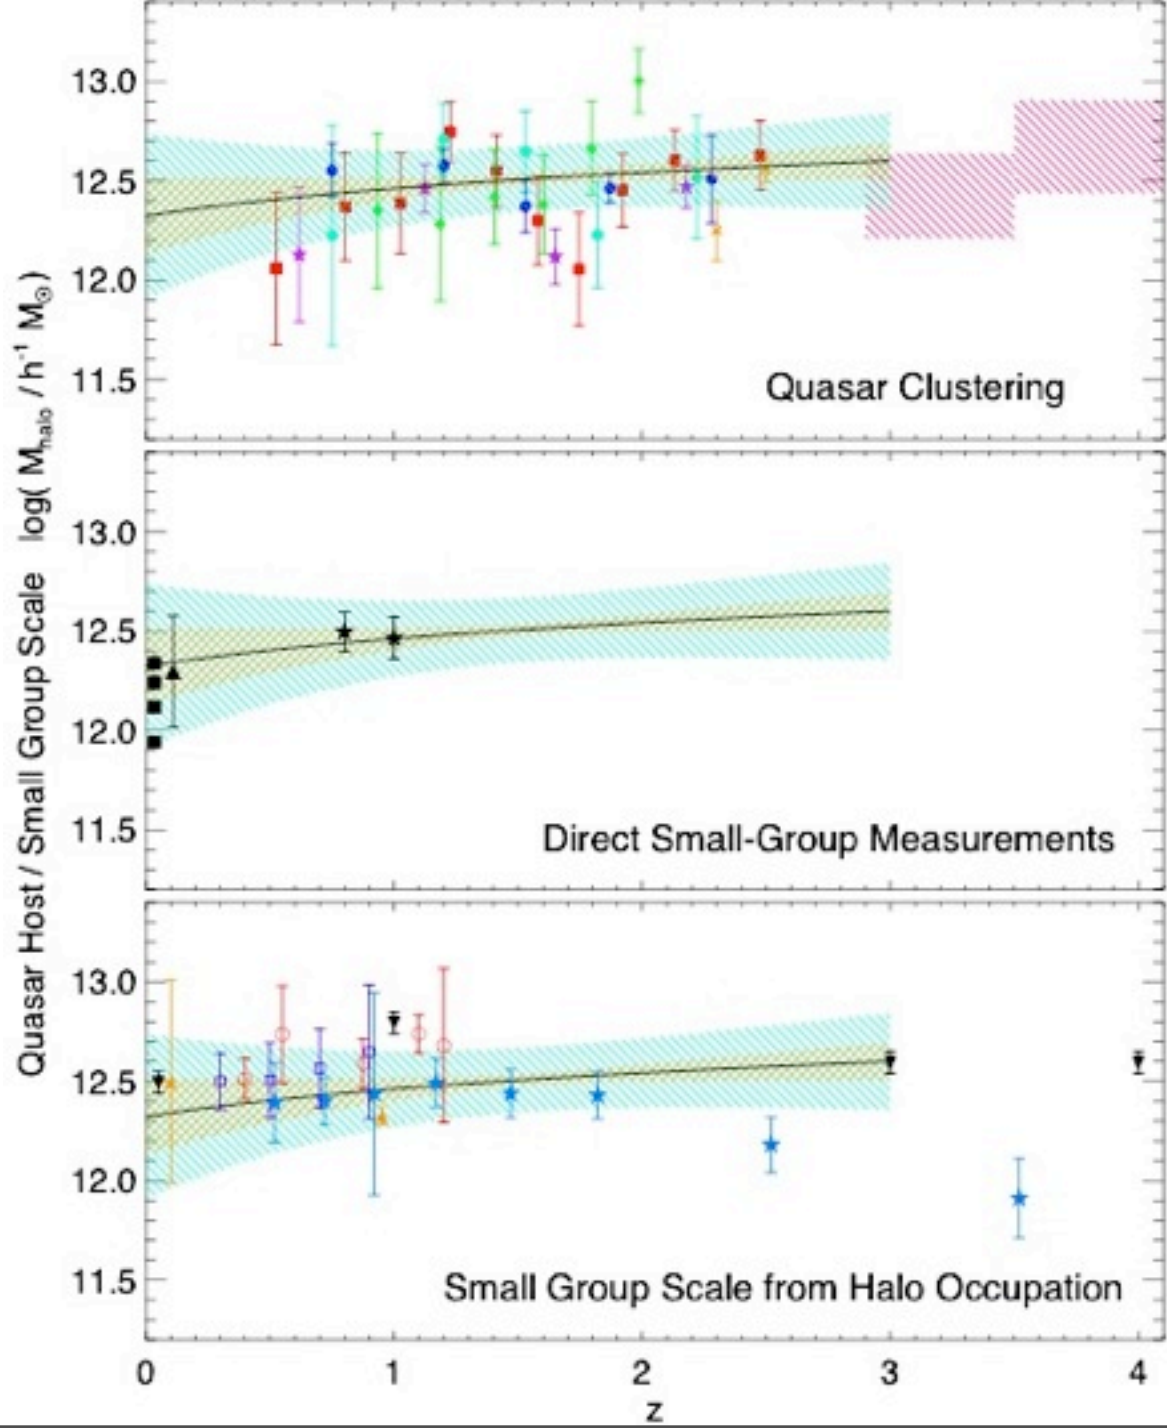 Quasar Host / Small Group Scale log( M_halo / h⁻¹ M_⊙)
13.0
12.5
12.0
11.5
Quasar Clustering
13.0
12.5
12.0
11.5
Direct Small-Group Measurements
13.0
12.5
12.0
11.5
Small Group Scale from Halo Occupation
0 1 2 3 4
z